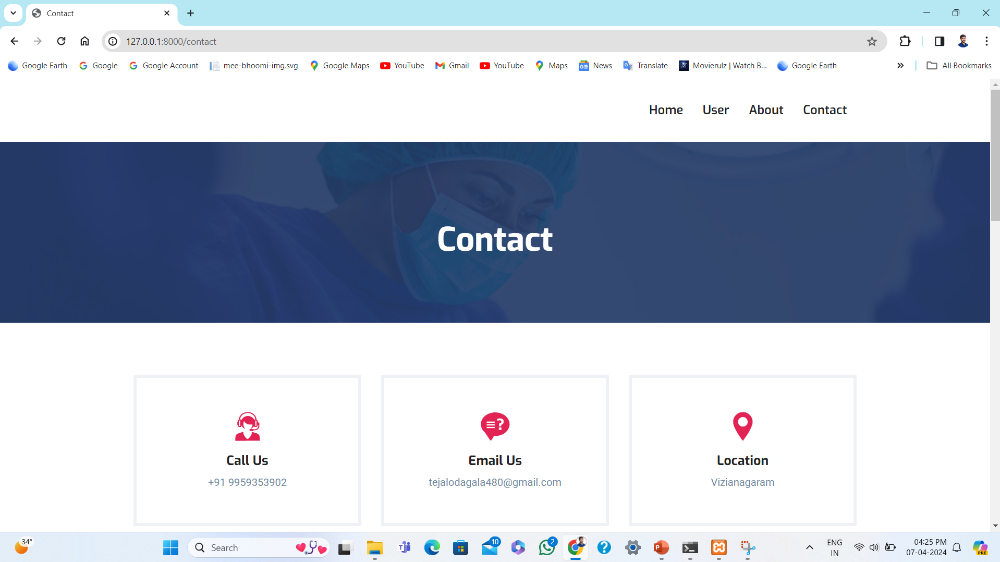 Contact
127.0.0.1:8000/contact
Google Earth Google Google Account mee-bhoomi-img.svg Google Maps YouTube Gmail YouTube Maps News Translate Movierulz | Watch B... Google Earth All Bookmarks
Home User About Contact
Contact
Call Us
+91 9959353902
Email Us
tejalodagala480@gmail.com
Location
Vizianagaram
34°
Search
10
2
ENG
IN
04:25 PM
07-04-2024
PRE